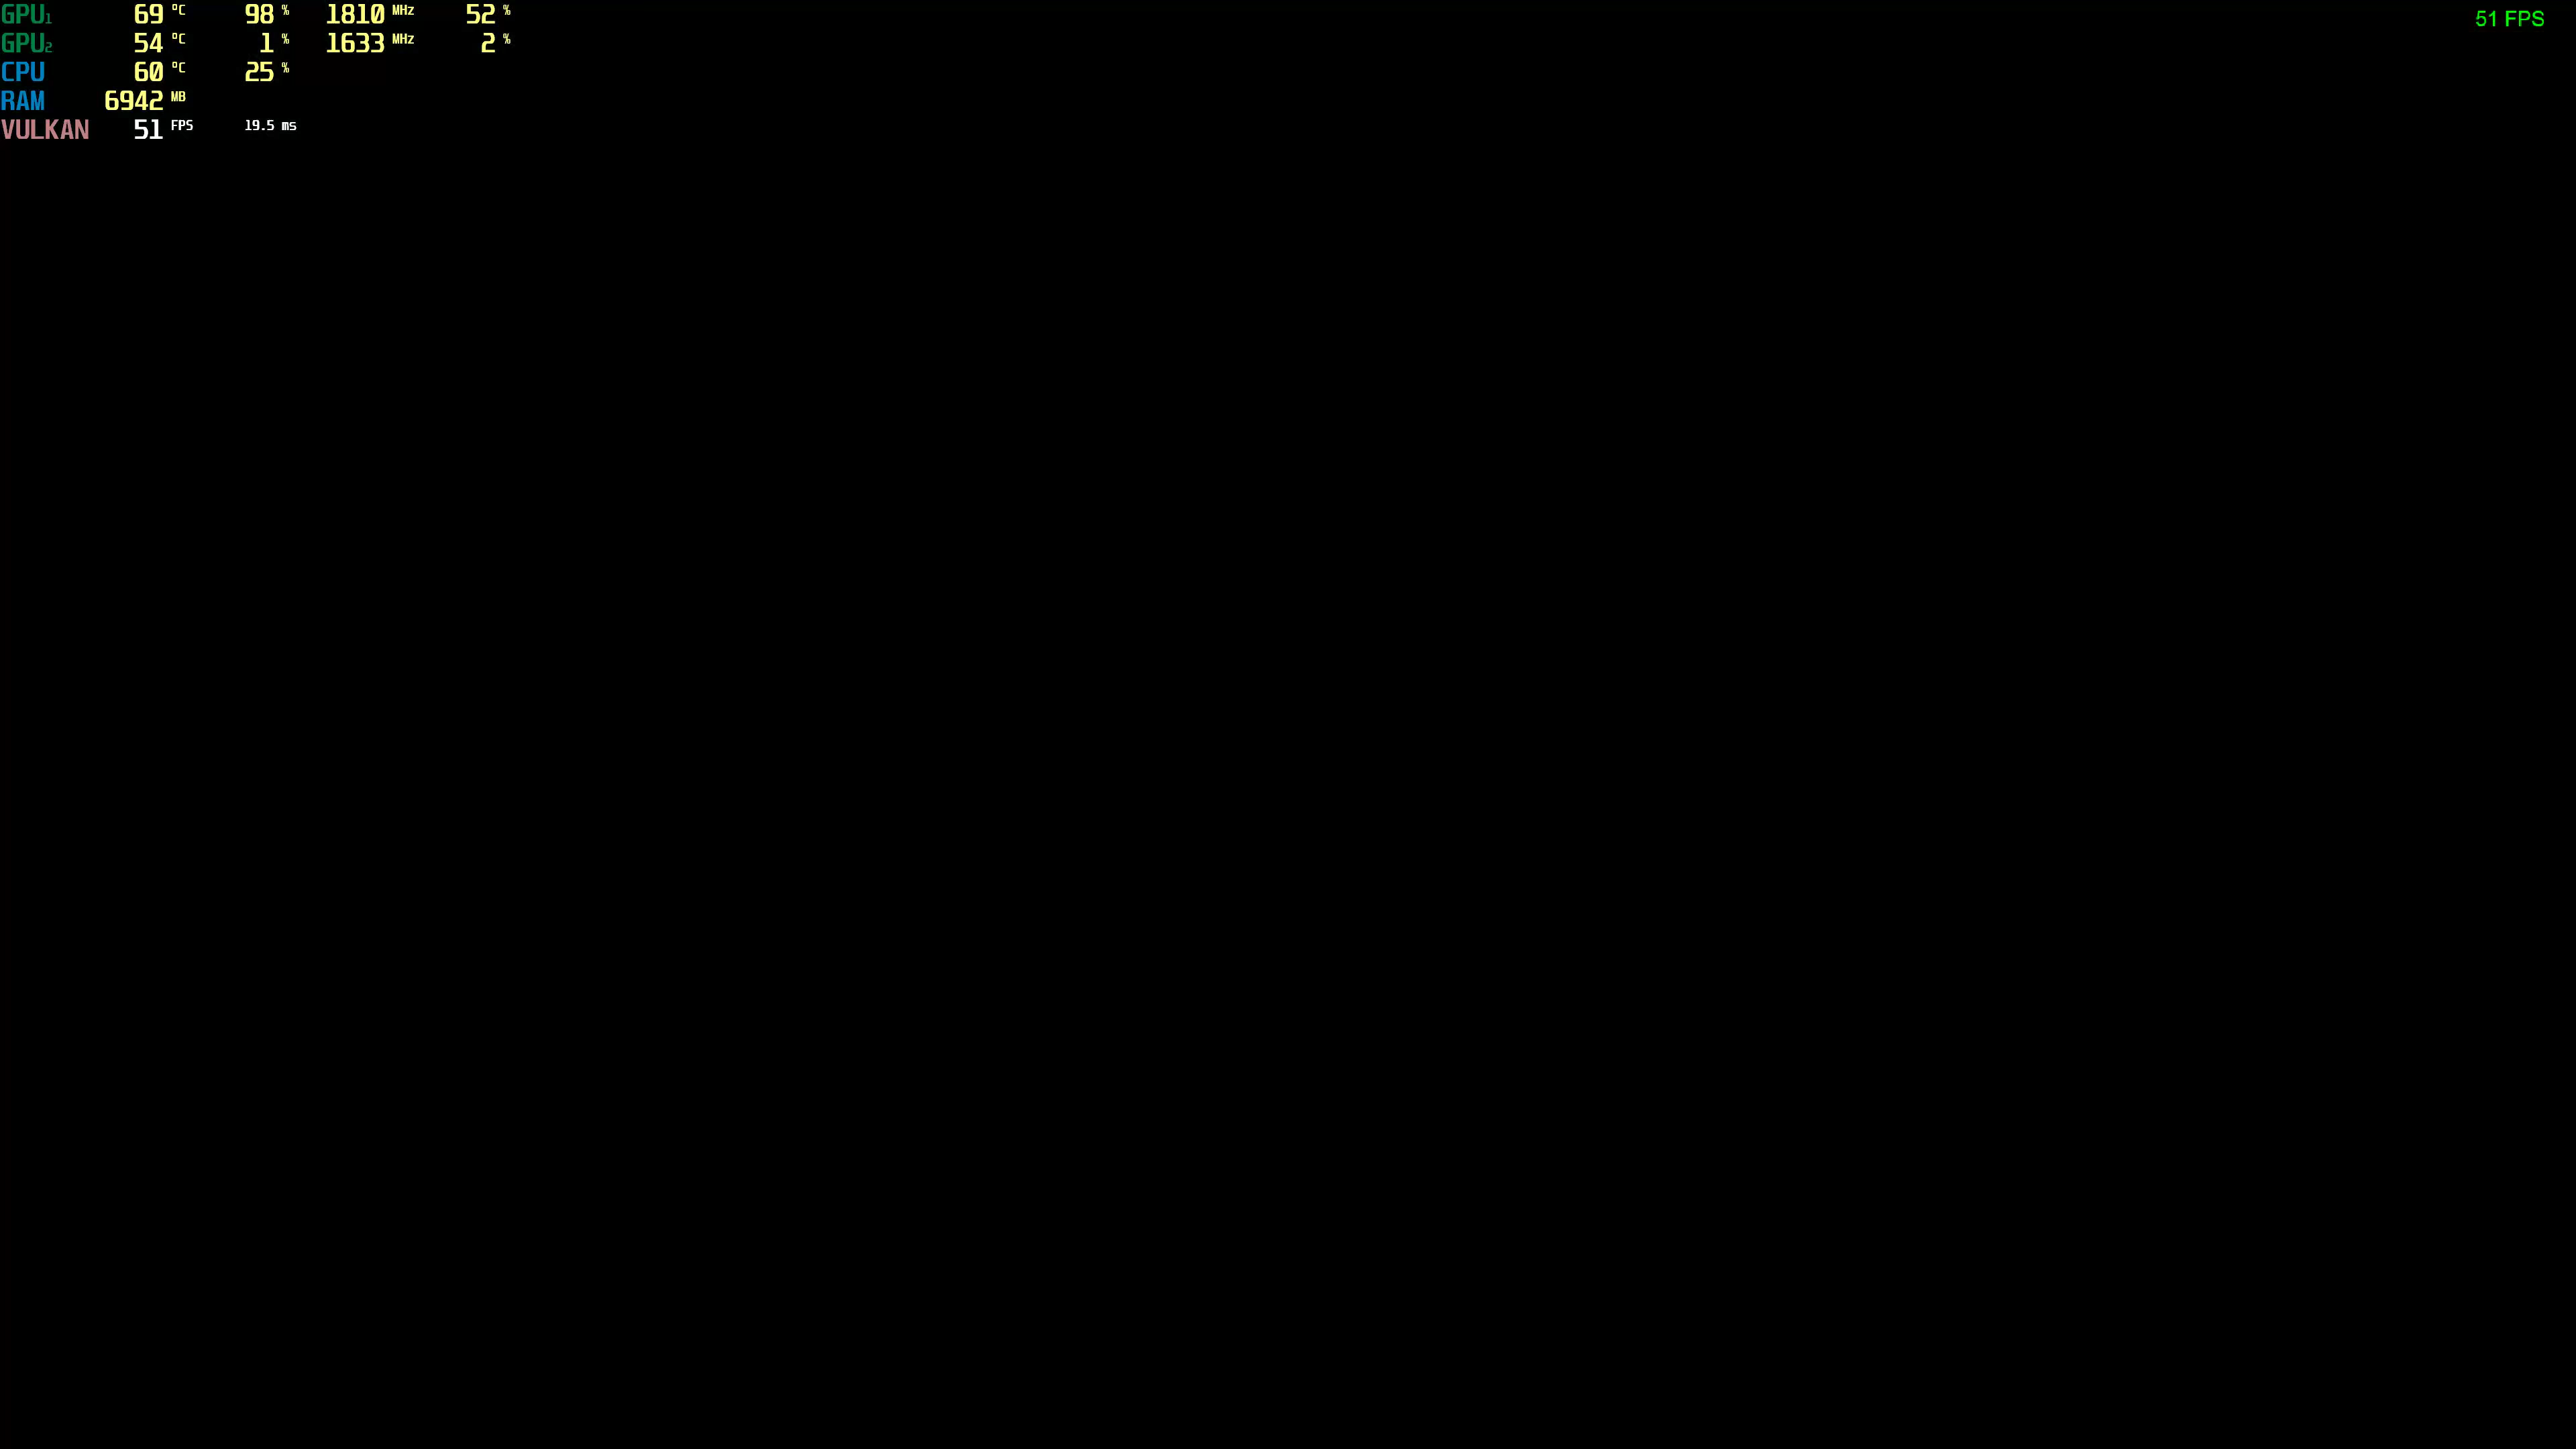 GPU1 69 °C 98 % 1810 MHz 52 %
51 FPS
GPU2 54 °C 1 % 1633 MHz 2 %
CPU 60 °C 25 %
RAM 6942 MB
VULKAN 51 FPS 19.5 ms